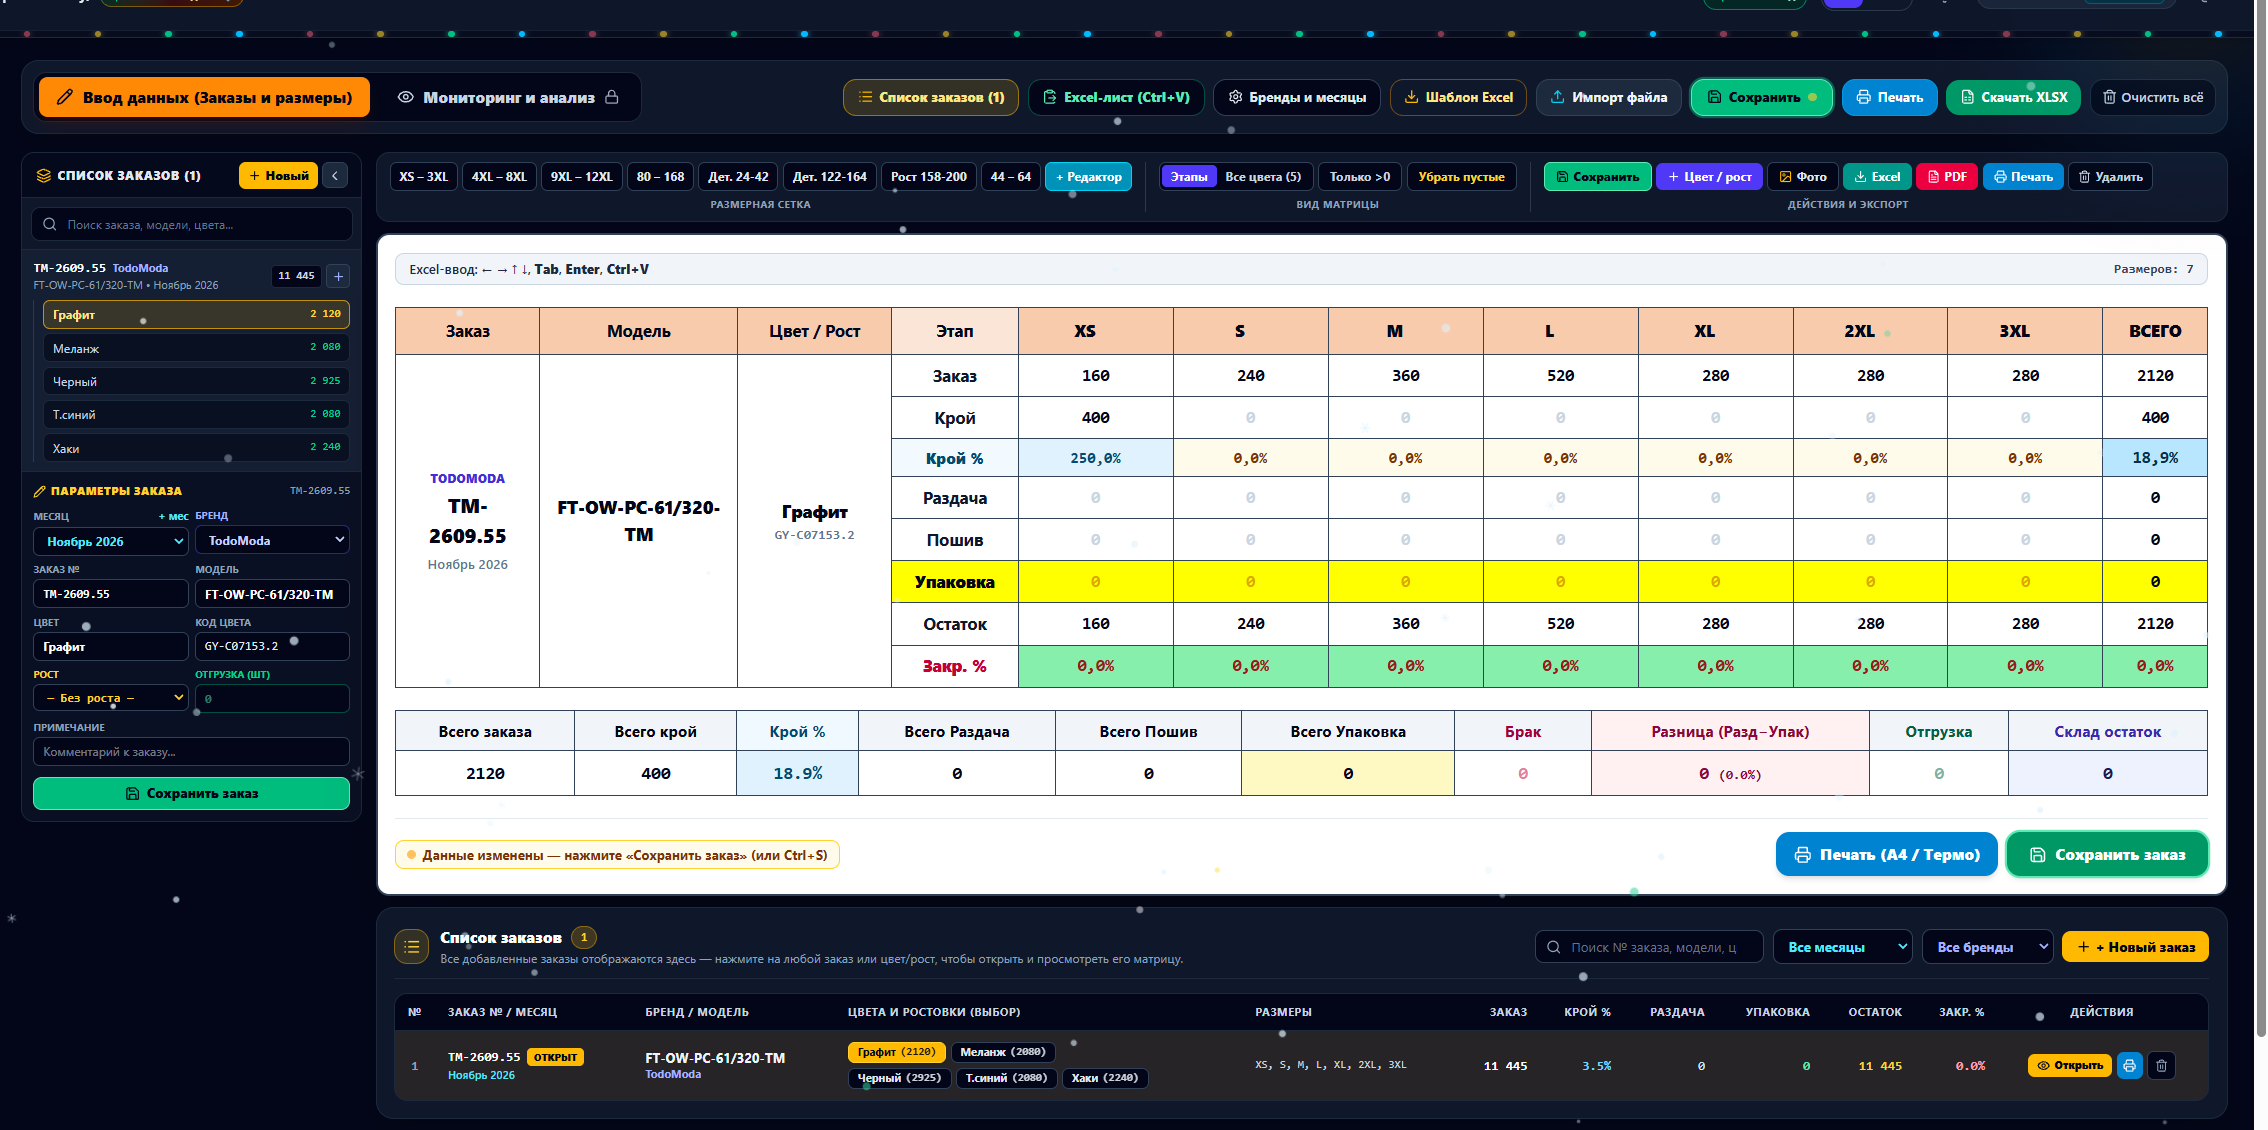 Ввод данных (Заказы и размеры)
Мониторинг и анализ
Список заказов (1)
Excel-лист (Ctrl+V)
Бренды и месяцы
Шаблон Excel
Импорт файла
Сохранить
Печать
Скачать XLSX
Очистить всё
СПИСОК ЗАКАЗОВ (1)
+ Новый
Поиск заказа, модели, цвета...
TM-2609.55 TodoModa
11 445
+
FT-OW-PC-61/320-TM • Ноябрь 2026
Графит 2 120
Меланж 2 080
Черный 2 925
Т.синий 2 080
Хаки 2 240
ПАРАМЕТРЫ ЗАКАЗА TM-2609.55
МЕСЯЦ + мес БРЕНД
Ноябрь 2026 TodoModa
ЗАКАЗ № МОДЕЛЬ
TM-2609.55 FT-OW-PC-61/320-TM
ЦВЕТ КОД ЦВЕТА
Графит GY-C07153.2
РОСТ ОТГРУЗКА (ШТ)
— Без роста — 0
ПРИМЕЧАНИЕ
Комментарий к заказу...
Сохранить заказ
XS – 3XL 4XL – 8XL 9XL – 12XL 80 – 168 Дет. 24-42 Дет. 122-164 Рост 158-200 44 – 64 + Редактор
РАЗМЕРНАЯ СЕТКА
Этапы Все цвета (5) Только >0 Убрать пустые
ВИД МАТРИЦЫ
Сохранить + Цвет / рост Фото Excel PDF Печать Удалить
ДЕЙСТВИЯ И ЭКСПОРТ
Excel-ввод: ← → ↑ ↓, Tab, Enter, Ctrl+V Размеров: 7
Заказ Модель Цвет / Рост Этап XS S M L XL 2XL 3XL ВСЕГО
TODOMODA
TM-
2609.55
Ноябрь 2026
FT-OW-PC-61/320-
TM
Графит
GY-C07153.2
Заказ 160 240 360 520 280 280 280 2120
Крой 400 0 0 0 0 0 0 400
Крой % 250,0% 0,0% 0,0% 0,0% 0,0% 0,0% 0,0% 18,9%
Раздача 0 0 0 0 0 0 0 0
Пошив 0 0 0 0 0 0 0 0
Упаковка 0 0 0 0 0 0 0 0
Остаток 160 240 360 520 280 280 280 2120
Закр. % 0,0% 0,0% 0,0% 0,0% 0,0% 0,0% 0,0% 0,0%
Всего заказа Всего крой Крой % Всего Раздача Всего Пошив Всего Упаковка Брак Разница (Разд–Упак) Отгрузка Склад остаток
2120 400 18.9% 0 0 0 0 0 (0.0%) 0 0
Данные изменены — нажмите «Сохранить заказ» (или Ctrl+S)
Печать (A4 / Термо)
Сохранить заказ
Список заказов 1
Все добавленные заказы отображаются здесь — нажмите на любой заказ или цвет/рост, чтобы открыть и просмотреть его матрицу.
Поиск № заказа, модели, ц
Все месяцы
Все бренды
+ + Новый заказ
№ ЗАКАЗ № / МЕСЯЦ БРЕНД / МОДЕЛЬ ЦВЕТА И РОСТОВКИ (ВЫБОР) РАЗМЕРЫ ЗАКАЗ КРОЙ % РАЗДАЧА УПАКОВКА ОСТАТОК ЗАКР. % ДЕЙСТВИЯ
1
TM-2609.55 ОТКРЫТ
Ноябрь 2026
FT-OW-PC-61/320-TM
TodoModa
Графит (2120) Меланж (2080)
Черный (2925) Т.синий (2080) Хаки (2240)
XS, S, M, L, XL, 2XL, 3XL
11 445 3.5% 0 0 11 445 0.0%
Открыть